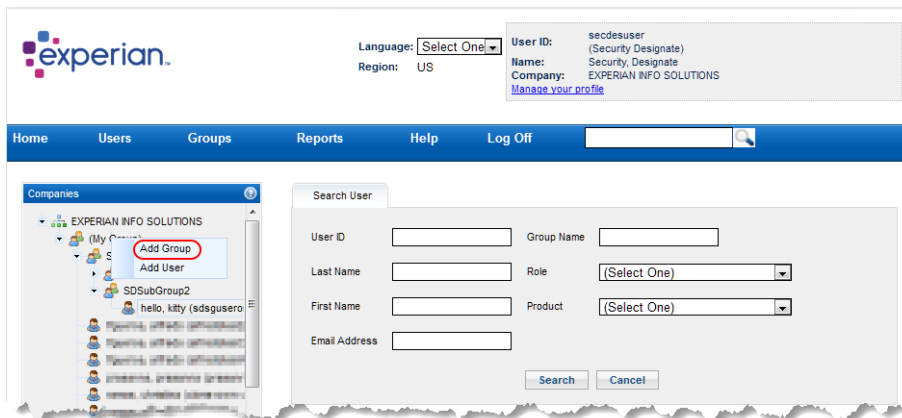 experian™
Language: Select One
Region: US
User ID: secdesuser
(Security Designate)
Name: Security, Designate
Company: EXPERIAN INFO SOLUTIONS
Manage your profile
Home Users Groups Reports Help Log Off
Companies
EXPERIAN INFO SOLUTIONS
(My
Add Group
Add User
SDSubGroup2
hello, kitty (sdsgusero
Search User
User ID Group Name
Last Name Role (Select One)
First Name Product (Select One)
Email Address
Search Cancel